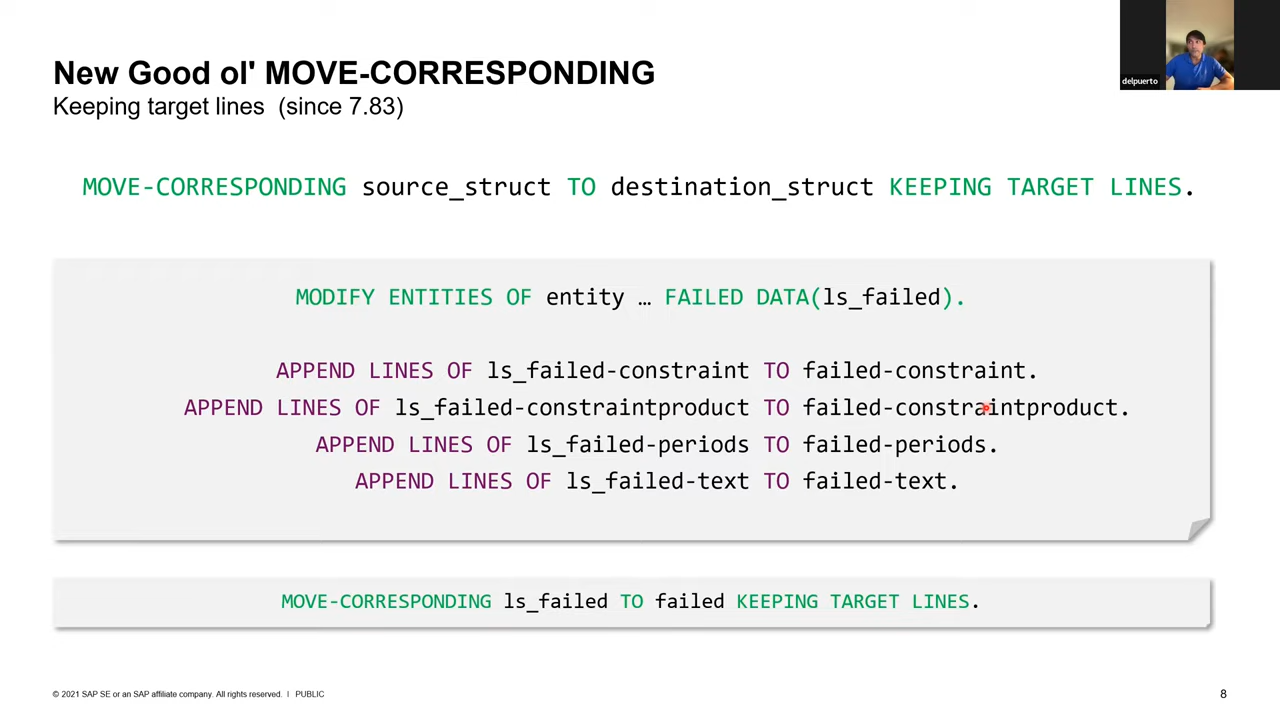 delpuerto
New Good ol' MOVE-CORRESPONDING
Keeping target lines (since 7.83)
MOVE-CORRESPONDING source_struct TO destination_struct KEEPING TARGET LINES.
MODIFY ENTITIES OF entity … FAILED DATA(ls_failed).
APPEND LINES OF ls_failed-constraint TO failed-constraint.
APPEND LINES OF ls_failed-constraintproduct TO failed-constraintproduct.
APPEND LINES OF ls_failed-periods TO failed-periods.
APPEND LINES OF ls_failed-text TO failed-text.
MOVE-CORRESPONDING ls_failed TO failed KEEPING TARGET LINES.
© 2021 SAP SE or an SAP affiliate company. All rights reserved. I PUBLIC
8